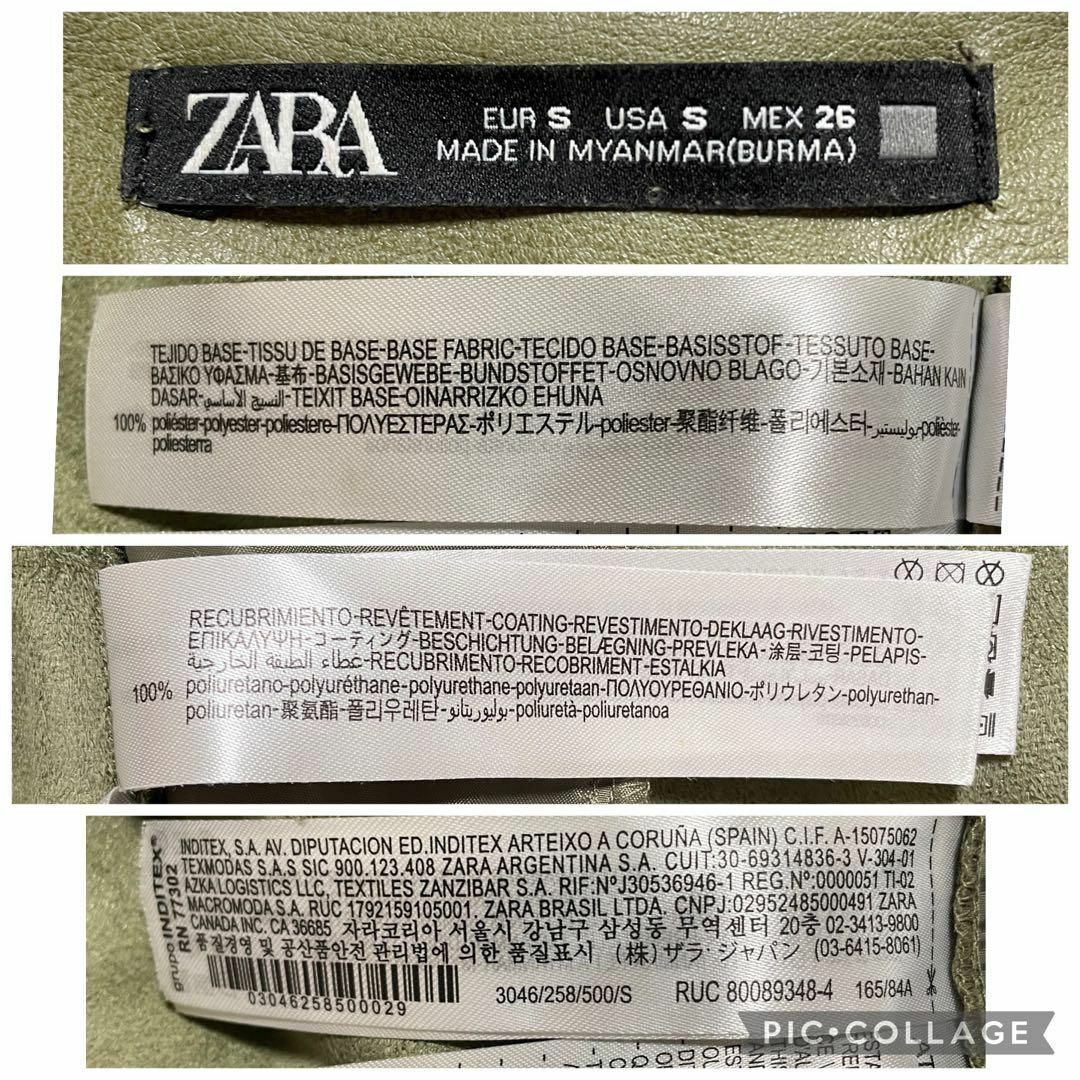 ZARA
EUR S USA S MEX 26
MADE IN MYANMAR(BURMA)
TEJIDO BASE-TISSU DE BASE-BASE FABRIC-TECIDO BASE-BASISSTOF-TESSUTO BASE-
ΒΑΣΙΚΟ ΥΦΑΣΜΑ-基布-BASISGEWEBE-BUNDSTOFFET-OSNOVNO BLAGO-기본소재-BAHAN KAIN
DASAR-النسيج الأساسي-TEIXIT BASE-OINARRIZKO EHUNA
100% poliéster-polyester-poliestere-ΠΟΛΥΕΣΤΕΡΑΣ-ポリエステル-poliester-聚酯纤维-폴리에스터-بوليستير-polièster-
poliesterra
RECUBRIMIENTO-REVÊTEMENT-COATING-REVESTIMENTO-DEKLAAG-RIVESTIMENTO-
ΕΠΙΚΑΛΥΨΗ-コーティング-BESCHICHTUNG-BELÆGNING-PREVLEKA-涂层-코팅-PELAPIS-
غطاء الطبقة الخارجية-RECUBRIMENTO-RECOBRIMENT-ESTALKIA
100% poliuretano-polyuréthane-polyurethane-polyuretaan-ΠΟΛΥΟΥΡΕΘΑΝΙΟ-ポリウレタン-polyurethan-
poliuretan-聚氨酯-폴리우레탄-بوليوريتانو-poliuretà-poliuretanoa
grupo INDITEX®
RN 77302
INDITEX, S.A. AV. DIPUTACION ED.INDITEX ARTEIXO A CORUÑA (SPAIN) C.I.F. A-15075062
TEXMODAS S.A.S SIC 900.123.408 ZARA ARGENTINA S.A. CUIT:30-69314836-3 V-304-01
AZKA LOGISTICS LLC, TEXTILES ZANZIBAR S.A. RIF:NºJ30536946-1 REG.Nº:0000051 TI-02
MACROMODA S.A. RUC 1792159105001, ZARA BRASIL LTDA. CNPJ:02952485000491 ZARA
CANADA INC. CA 36685 자라코리아 서울시 강남구 삼성동 무역센터 20층 02-3413-9800
품질경영 및 공산품안전 관리법에 의한 품질표시 (株) ザラ・ジャパン (03-6415-8061)
03046258500029
3046/258/500/S RUC 80089348-4 165/84A
PIC•COLLAGE